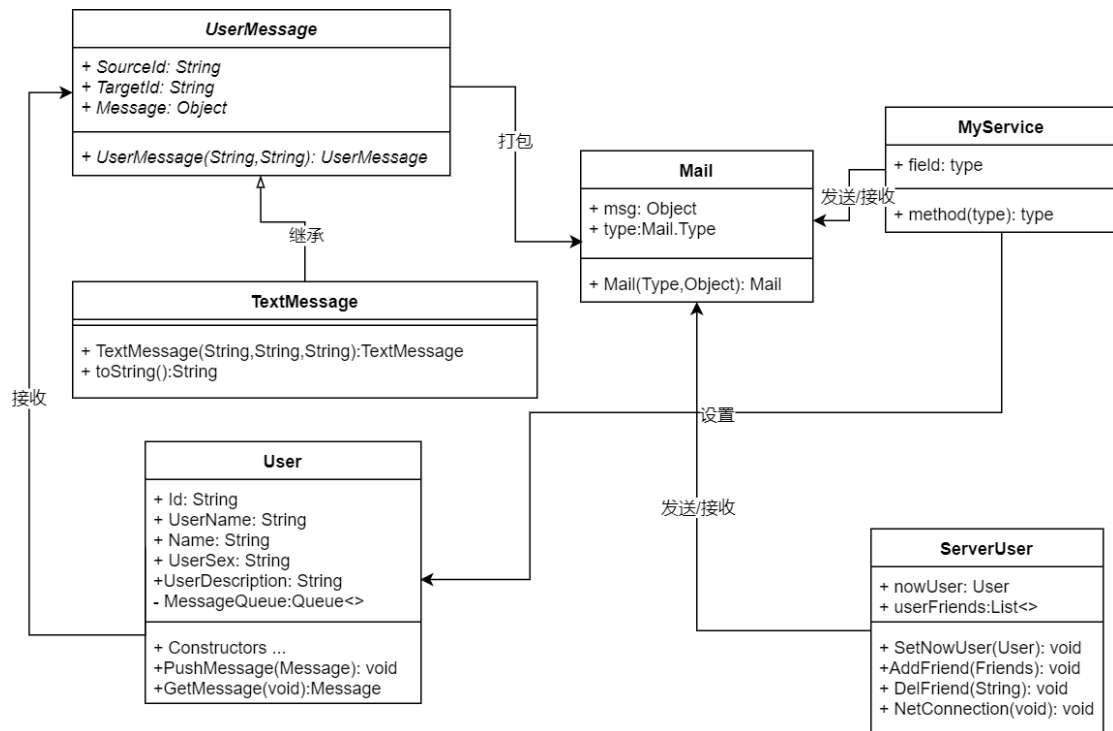 UserMessage
+ SourceId: String
+ TargetId: String
+ Message: Object
+ UserMessage(String,String): UserMessage
打包
Mail
+ msg: Object
+ type:Mail.Type
+ Mail(Type,Object): Mail
MyService
+ field: type
+ method(type): type
发送/接收
继承
TextMessage
+ TextMessage(String,String,String):TextMessage
+ toString():String
接收
设置
User
+ Id: String
+ UserName: String
+ Name: String
+ UserSex: String
+UserDescription: String
- MessageQueue:Queue<>
+ Constructors ...
+PushMessage(Message): void
+GetMessage(void):Message
发送/接收
ServerUser
+ nowUser: User
+ userFriends:List<>
+ SetNowUser(User): void
+AddFriend(Friends): void
+ DelFriend(String): void
+ NetConnection(void): void